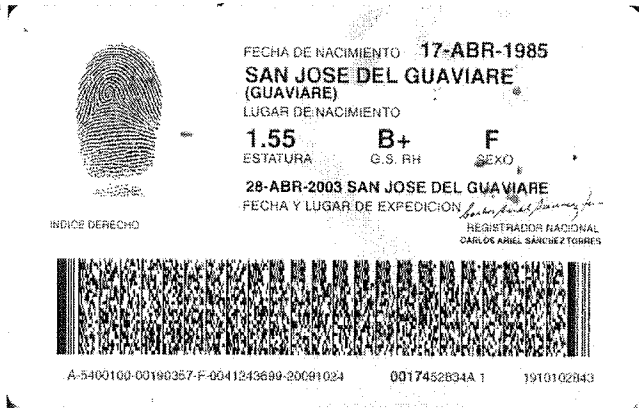 FECHA DE NACIMIENTO 17-ABR-1985
SAN JOSE DEL GUAVIARE
(GUAVIARE)
LUGAR DE NACIMIENTO
1.55 B+ F
ESTATURA G.S. RH SEXO
28-ABR-2003 SAN JOSE DEL GUAVIARE
FECHA Y LUGAR DE EXPEDICION
INDICE DERECHO
REGISTRADOR NACIONAL
CARLOS ARIEL SÁNCHEZ TORRES
A-5400100-00190357-F-0041243699-20091024 0017452834A 1 1910102843